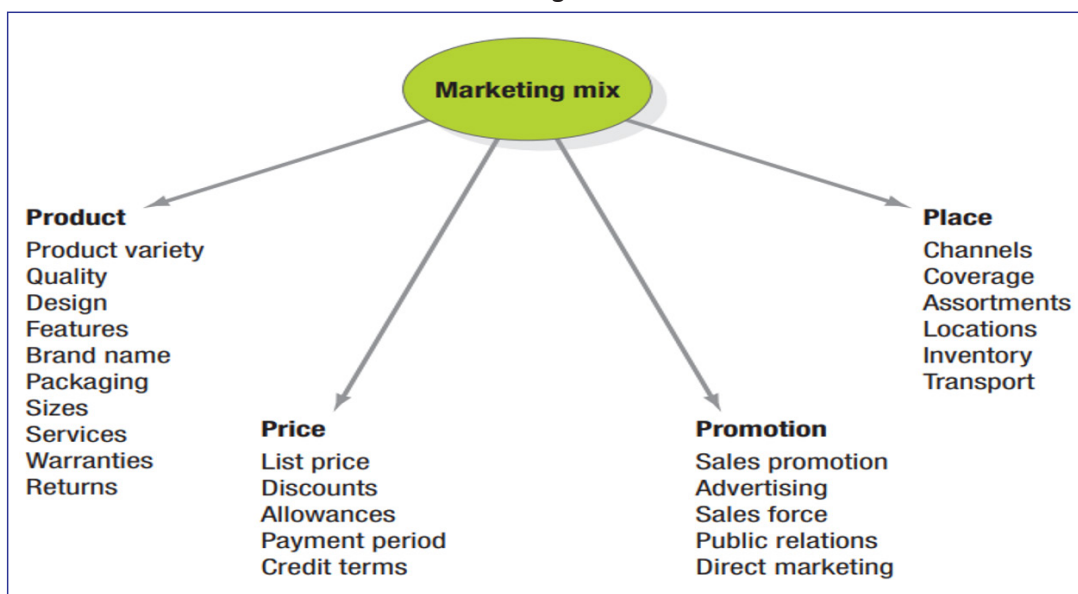 Marketing mix
Product
Product variety
Quality
Design
Features
Brand name
Packaging
Sizes
Services
Warranties
Returns
Price
List price
Discounts
Allowances
Payment period
Credit terms
Promotion
Sales promotion
Advertising
Sales force
Public relations
Direct marketing
Place
Channels
Coverage
Assortments
Locations
Inventory
Transport